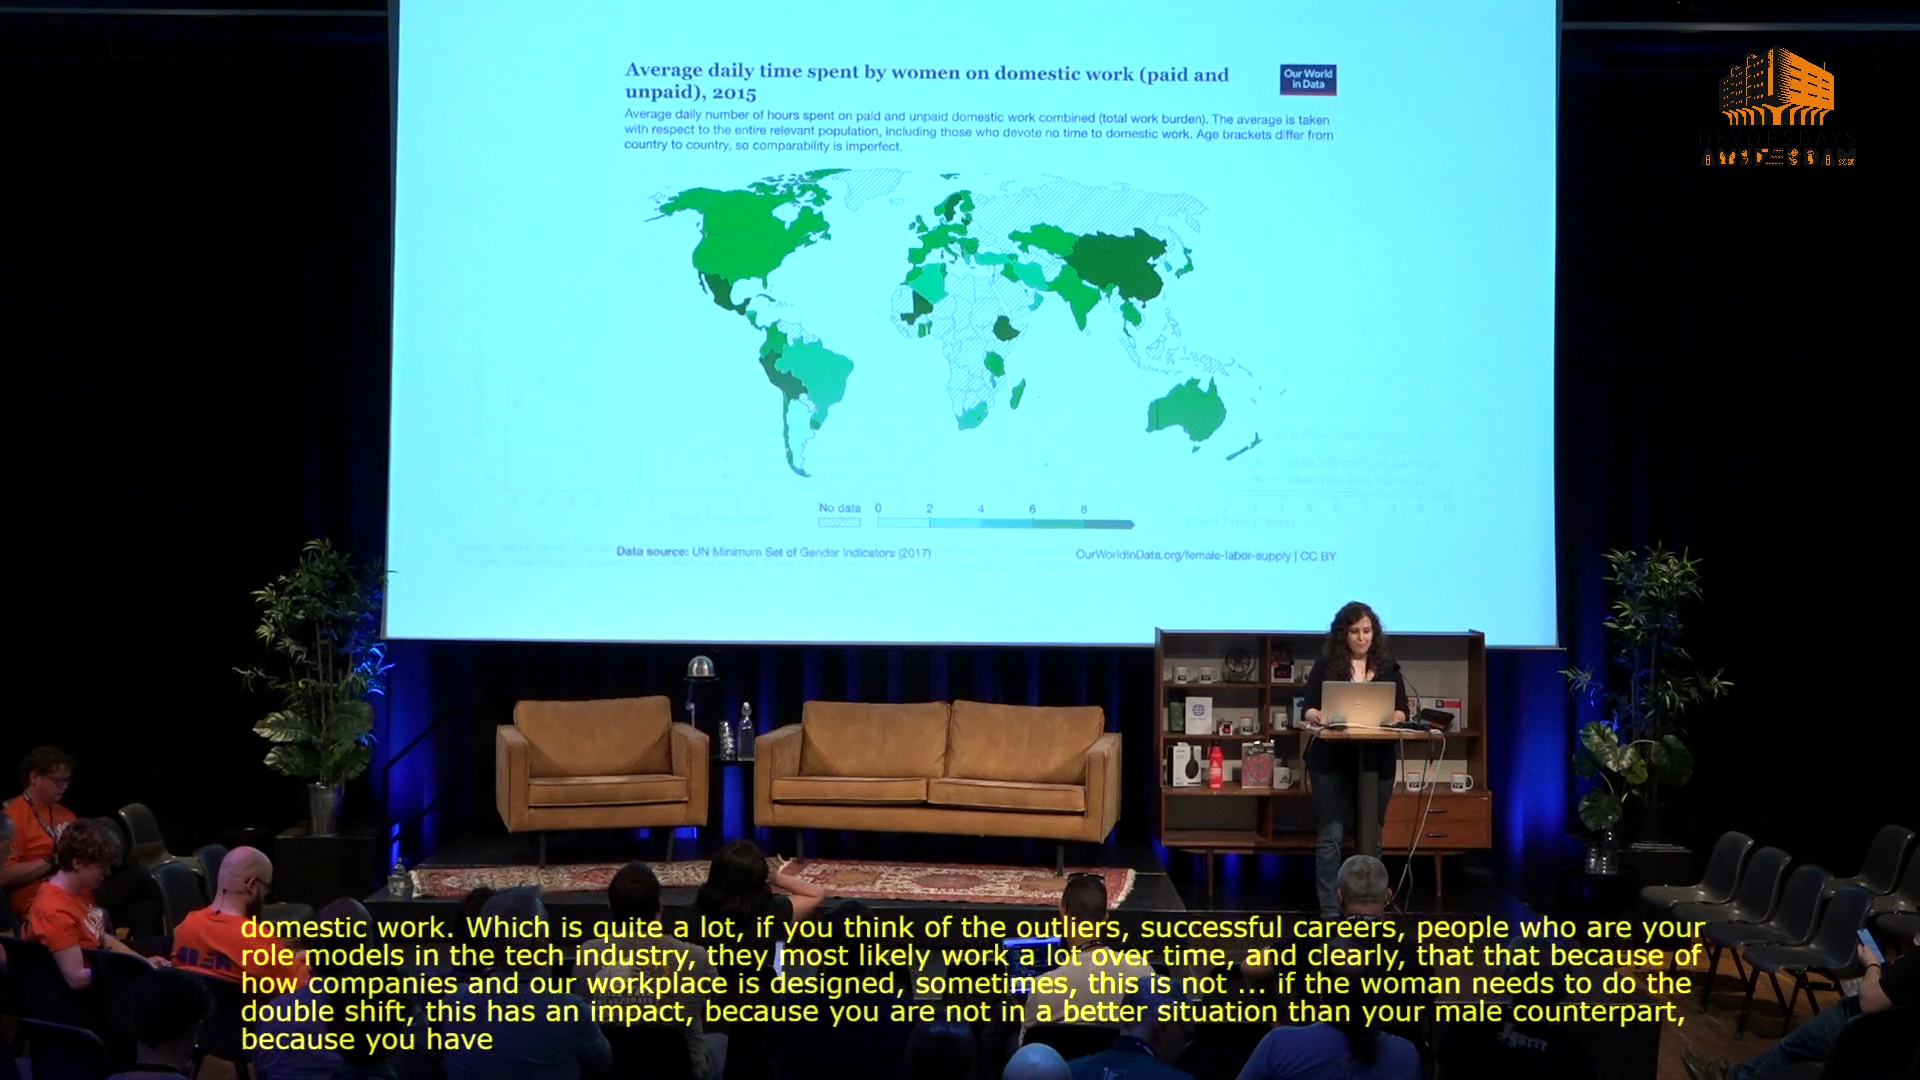 Average daily time spent by women on domestic work (paid and
unpaid), 2015
Our World
in Data
Average daily number of hours spent on paid and unpaid domestic work combined (total work burden). The average is taken
with respect to the entire relevant population, including those who devote no time to domestic work. Age brackets differ from
country to country, so comparability is imperfect.
DEVOPSDAYS
AMSTERDAM
No data 0 2 4 6 8
Data source: UN Minimum Set of Gender Indicators (2017)
OurWorldInData.org/female-labor-supply | CC BY
domestic work. Which is quite a lot, if you think of the outliers, successful careers, people who are your
role models in the tech industry, they most likely work a lot over time, and clearly, that that because of
how companies and our workplace is designed, sometimes, this is not ... if the woman needs to do the
double shift, this has an impact, because you are not in a better situation than your male counterpart,
because you have